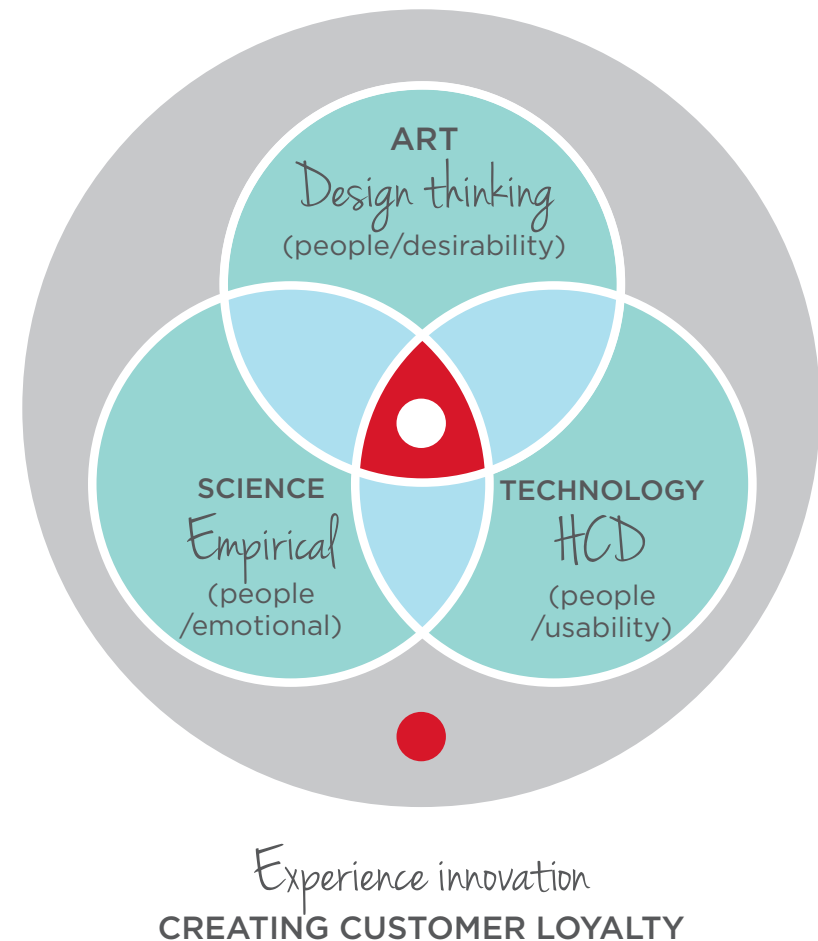 ART
Design thinking
(people/desirability)
SCIENCE
Empirical
(people
/emotional)
TECHNOLOGY
HCD
(people
/usability)
Experience innovation
CREATING CUSTOMER LOYALTY